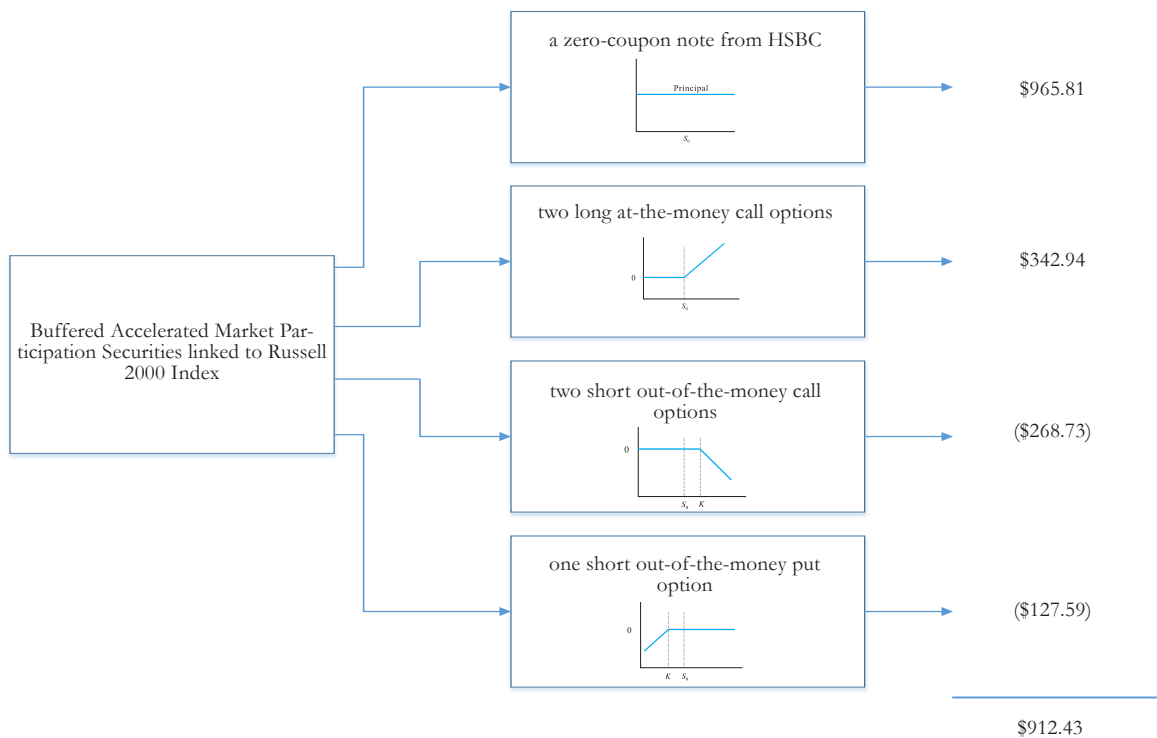 a zero-coupon note from HSBC
Principal
S₀
$965.81
two long at-the-money call options
0
S₀
$342.94
Buffered Accelerated Market Par-
ticipation Securities linked to Russell
2000 Index
two short out-of-the-money call
options
0
S₀ K
($268.73)
one short out-of-the-money put
option
0
K S₀
($127.59)
$912.43